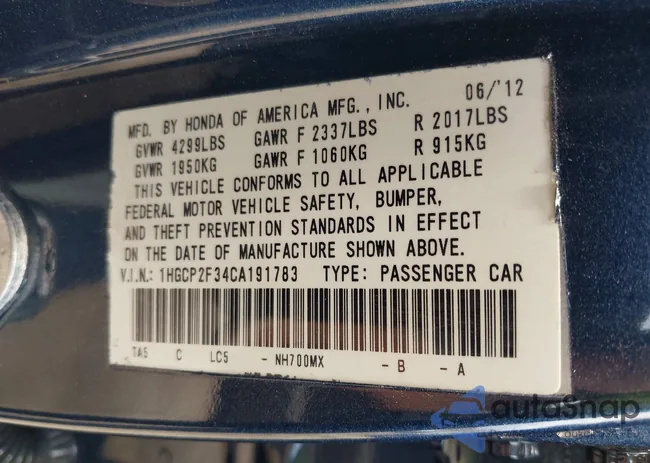 MFD. BY HONDA OF AMERICA MFG., INC. 06/'12
GVWR 4299LBS GAWR F 2337LBS R 2017LBS
GVWR 1950KG GAWR F 1060KG R 915KG
THIS VEHICLE CONFORMS TO ALL APPLICABLE
FEDERAL MOTOR VEHICLE SAFETY, BUMPER,
AND THEFT PREVENTION STANDARDS IN EFFECT
ON THE DATE OF MANUFACTURE SHOWN ABOVE.
V.I.N.: 1HGCP2F34CA191783 TYPE: PASSENGER CAR
TA5 C LC5 - NH700MX - B - A
autoSnap